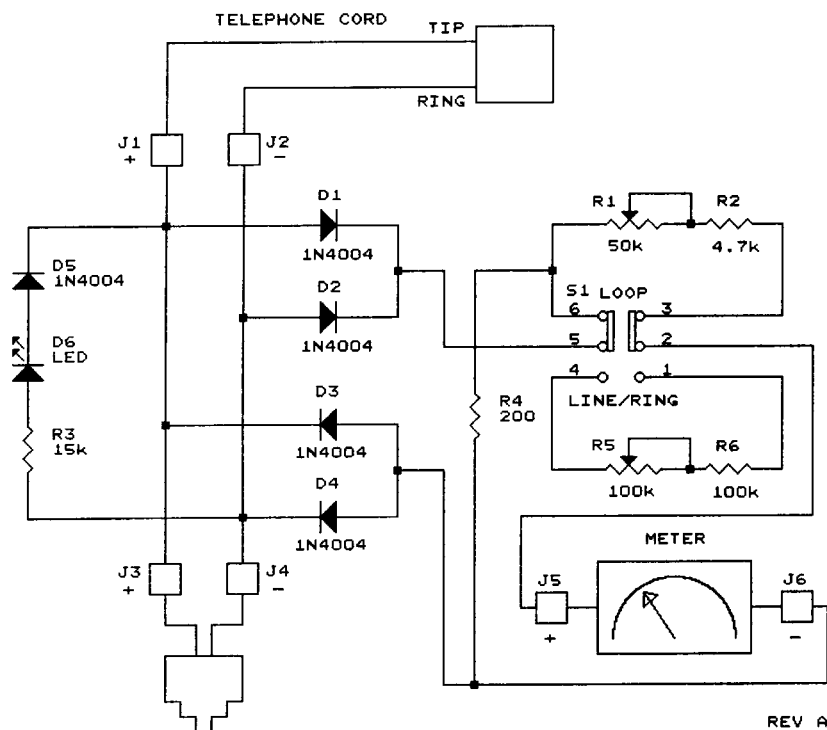 TELEPHONE CORD
TIP
RING
J1
+
J2
-
D1
1N4004
D2
1N4004
D3
1N4004
D4
1N4004
D5
1N4004
D6
LED
R3
15k
J3
+
J4
-
R1
50k
R2
4.7k
S1 LOOP
6
3
5
2
4
1
LINE/RING
R4
200
R5
100k
R6
100k
METER
J5
+
J6
-
REV A